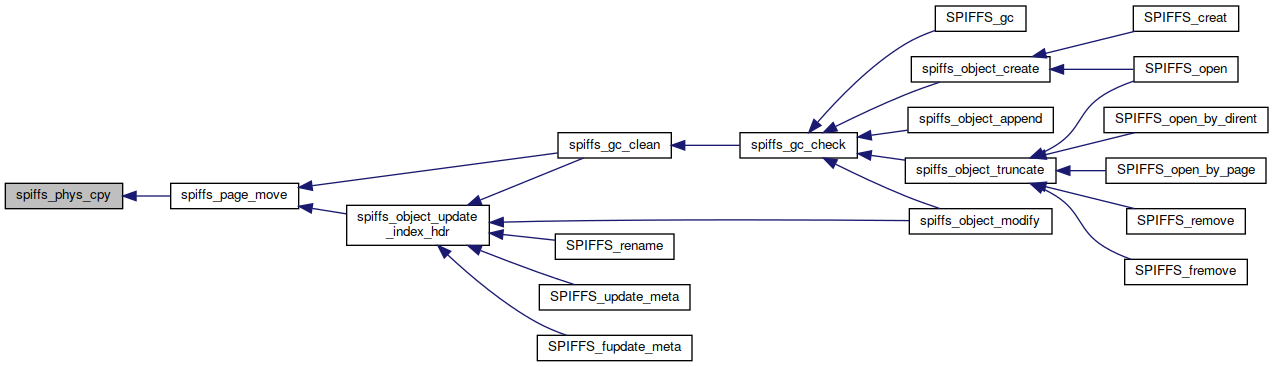 spiffs_phys_cpy
spiffs_page_move
spiffs_gc_clean
spiffs_object_update
_index_hdr
SPIFFS_rename
SPIFFS_update_meta
SPIFFS_fupdate_meta
spiffs_gc_check
SPIFFS_gc
spiffs_object_create
spiffs_object_append
spiffs_object_truncate
spiffs_object_modify
SPIFFS_creat
SPIFFS_open
SPIFFS_open_by_dirent
SPIFFS_open_by_page
SPIFFS_remove
SPIFFS_fremove